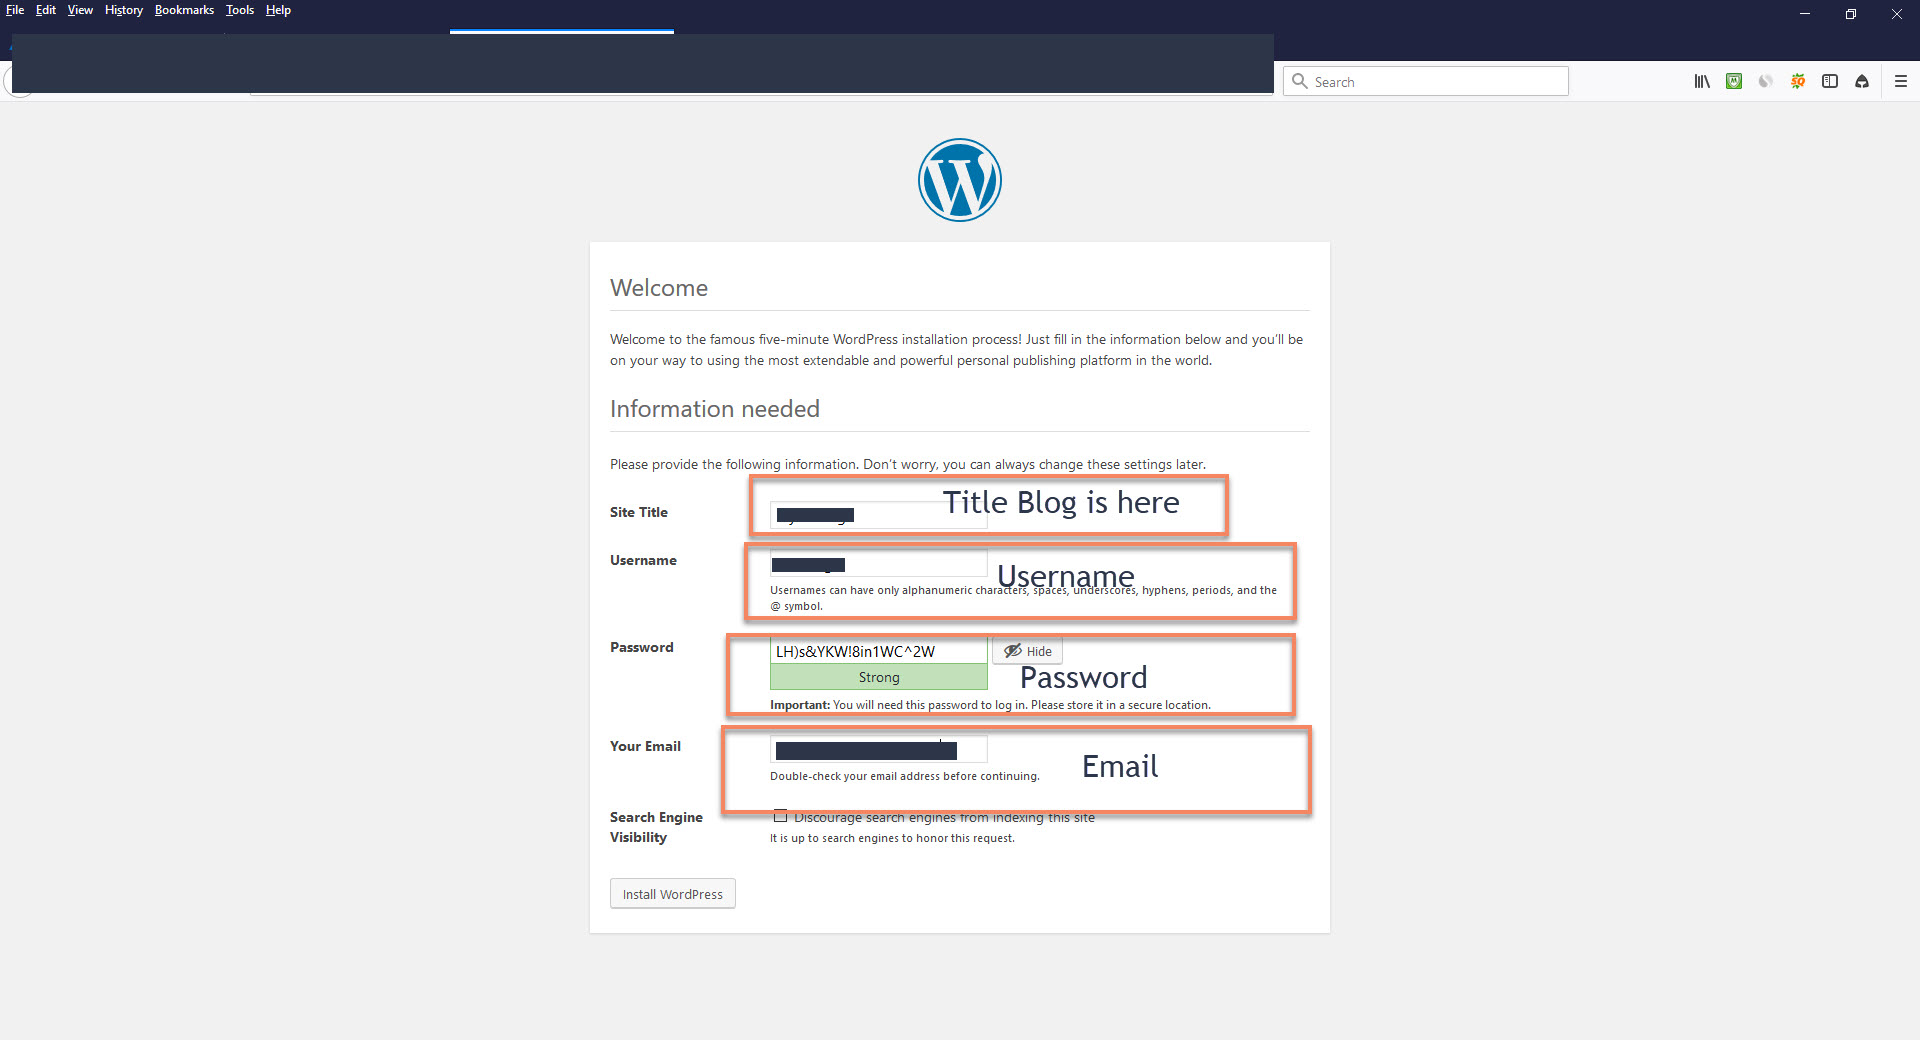 File Edit View History Bookmarks Tools Help
Search
Welcome
Welcome to the famous five-minute WordPress installation process! Just fill in the information below and you'll be
on your way to using the most extendable and powerful personal publishing platform in the world.
Information needed
Please provide the following information. Don't worry, you can always change these settings later.
Site Title
Title Blog is here
Username
Username
Usernames can have only alphanumeric characters, spaces, underscores, hyphens, periods, and the
@ symbol.
Password
LH)s&YKW!8in1WC^2W
Hide
Strong
Password
Important: You will need this password to log in. Please store it in a secure location.
Your Email
Email
Double-check your email address before continuing.
Search Engine
Visibility
Discourage search engines from indexing this site
It is up to search engines to honor this request.
Install WordPress